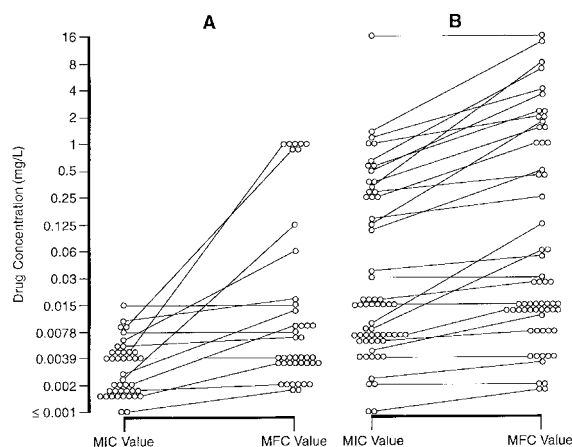 A
B
Drug Concentration (mg/L)
16
8
4
2
1
0.5
0.25
0.125
0.06
0.03
0.015
0.0078
0.0039
0.002
≤ 0.001
MIC Value
MFC Value
MIC Value
MFC Value